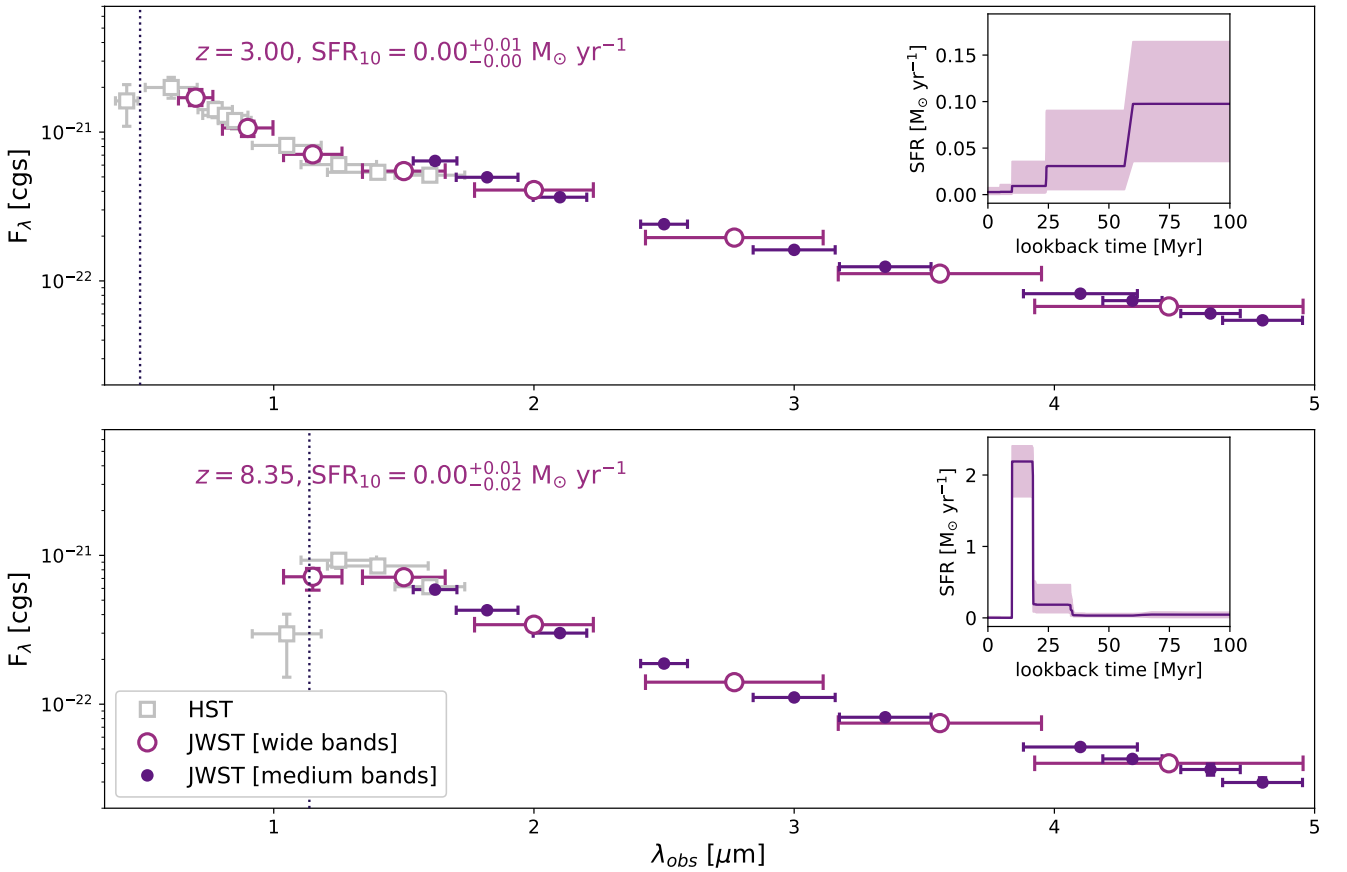 z = 3.00, SFR₁₀ = 0.00⁺⁰·⁰¹₋₀.₀₀ M⊙ yr⁻¹
10⁻²¹
10⁻²²
F_λ [cgs]
1 2 3 4 5
SFR [M⊙ yr⁻¹]
0.15
0.10
0.05
0.00
0 25 50 75 100
lookback time [Myr]
z = 8.35, SFR₁₀ = 0.00⁺⁰·⁰¹₋₀.₀₂ M⊙ yr⁻¹
10⁻²¹
10⁻²²
F_λ [cgs]
SFR [M⊙ yr⁻¹]
2
1
0
0 25 50 75 100
lookback time [Myr]
HST
JWST [wide bands]
JWST [medium bands]
1 2 3 4 5
λ_obs [μm]